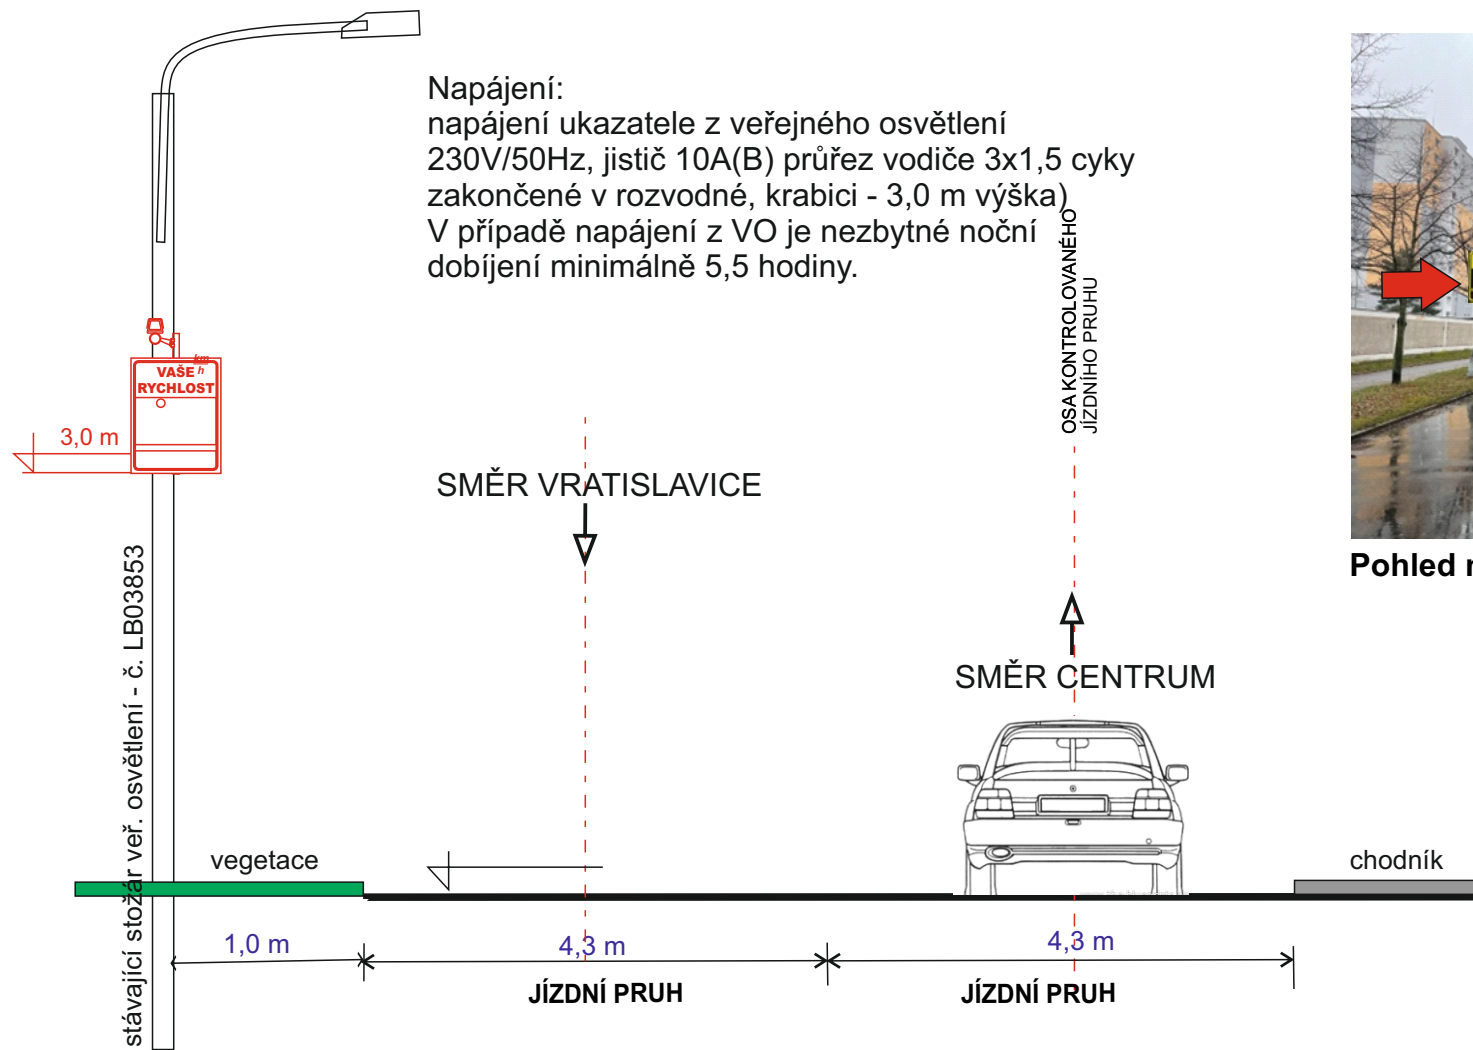 Napájení:
napájení ukazatele z veřejného osvětlení
230V/50Hz, jistič 10A(B) průřez vodiče 3x1,5 cyky
zakončené v rozvodné, krabici - 3,0 m výška)
V případě napájení z VO je nezbytné noční
dobíjení minimálně 5,5 hodiny.
OSA KONTROLOVANÉHO
JÍZDNÍHO PRUHU
km
VAŠE h
RYCHLOST
3,0 m
SMĚR VRATISLAVICE
stávající stožár veř. osvětlení - č. LB03853
Pohled
SMĚR CENTRUM
vegetace
chodník
1,0 m
4,3 m
4,3 m
JÍZDNÍ PRUH
JÍZDNÍ PRUH